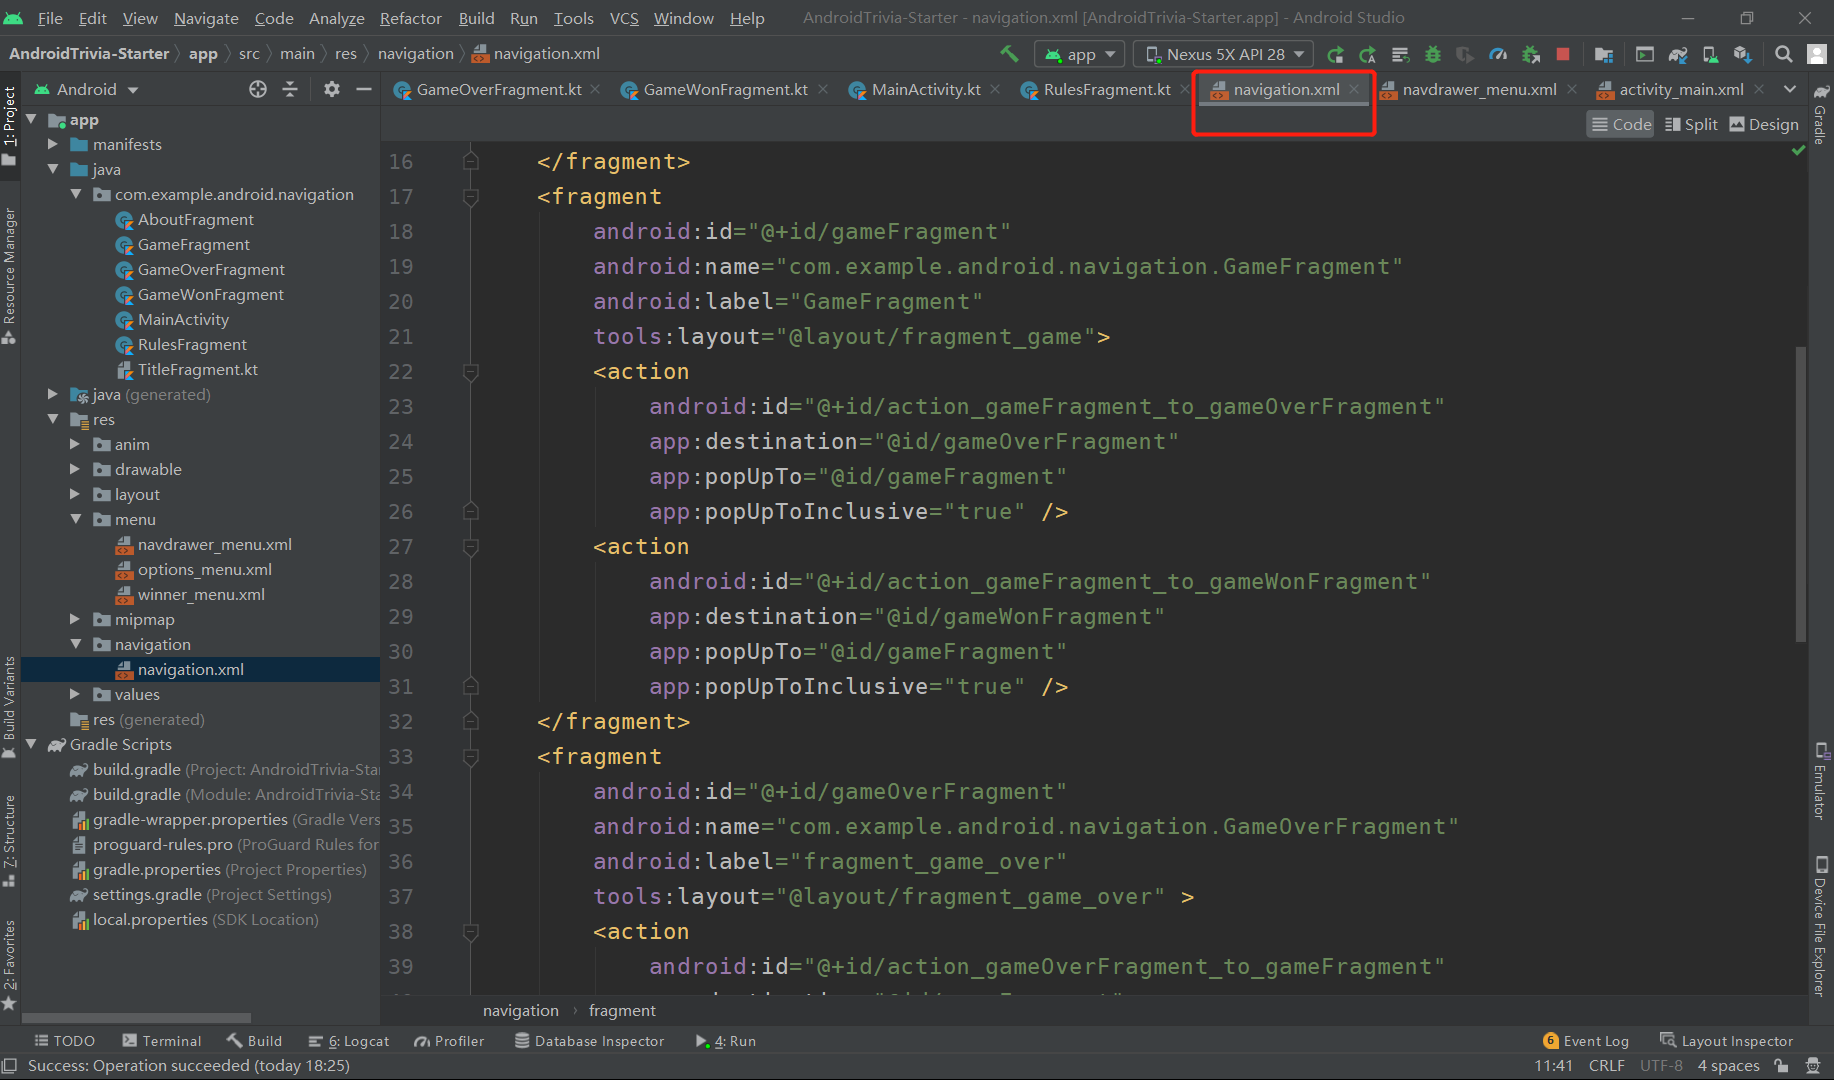 File Edit View Navigate Code Analyze Refactor Build Run Tools VCS Window Help AndroidTrivia-Starter - navigation.xml [AndroidTrivia-Starter.app] - Android Studio
AndroidTrivia-Starter app src main res navigation navigation.xml app Nexus 5X API 28
Android GameOverFragment.kt GameWonFragment.kt MainActivity.kt RulesFragment.kt navigation.xml navdrawer_menu.xml activity_main.xml
Code Split Design
1: Project
Resource Manager
Build Variants
7: Structure
2: Favorites
app
manifests
java
com.example.android.navigation
AboutFragment
GameFragment
GameOverFragment
GameWonFragment
MainActivity
RulesFragment
TitleFragment.kt
java (generated)
res
anim
drawable
layout
menu
navdrawer_menu.xml
options_menu.xml
winner_menu.xml
mipmap
navigation
navigation.xml
values
res (generated)
Gradle Scripts
build.gradle (Project: AndroidTrivia-Sta
build.gradle (Module: AndroidTrivia-Sta
gradle-wrapper.properties (Gradle Vers
proguard-rules.pro (ProGuard Rules for
gradle.properties (Project Properties)
settings.gradle (Project Settings)
local.properties (SDK Location)
16 </fragment>
17 <fragment
18 android:id="@+id/gameFragment"
19 android:name="com.example.android.navigation.GameFragment"
20 android:label="GameFragment"
21 tools:layout="@layout/fragment_game">
22 <action
23 android:id="@+id/action_gameFragment_to_gameOverFragment"
24 app:destination="@id/gameOverFragment"
25 app:popUpTo="@id/gameFragment"
26 app:popUpToInclusive="true" />
27 <action
28 android:id="@+id/action_gameFragment_to_gameWonFragment"
29 app:destination="@id/gameWonFragment"
30 app:popUpTo="@id/gameFragment"
31 app:popUpToInclusive="true" />
32 </fragment>
33 <fragment
34 android:id="@+id/gameOverFragment"
35 android:name="com.example.android.navigation.GameOverFragment"
36 android:label="fragment_game_over"
37 tools:layout="@layout/fragment_game_over" >
38 <action
39 android:id="@+id/action_gameOverFragment_to_gameFragment"
navigation fragment
Gradle
Emulator
Device File Explorer
TODO Terminal Build 6: Logcat Profiler Database Inspector 4: Run 6 Event Log Layout Inspector
Success: Operation succeeded (today 18:25) 11:41 CRLF UTF-8 4 spaces